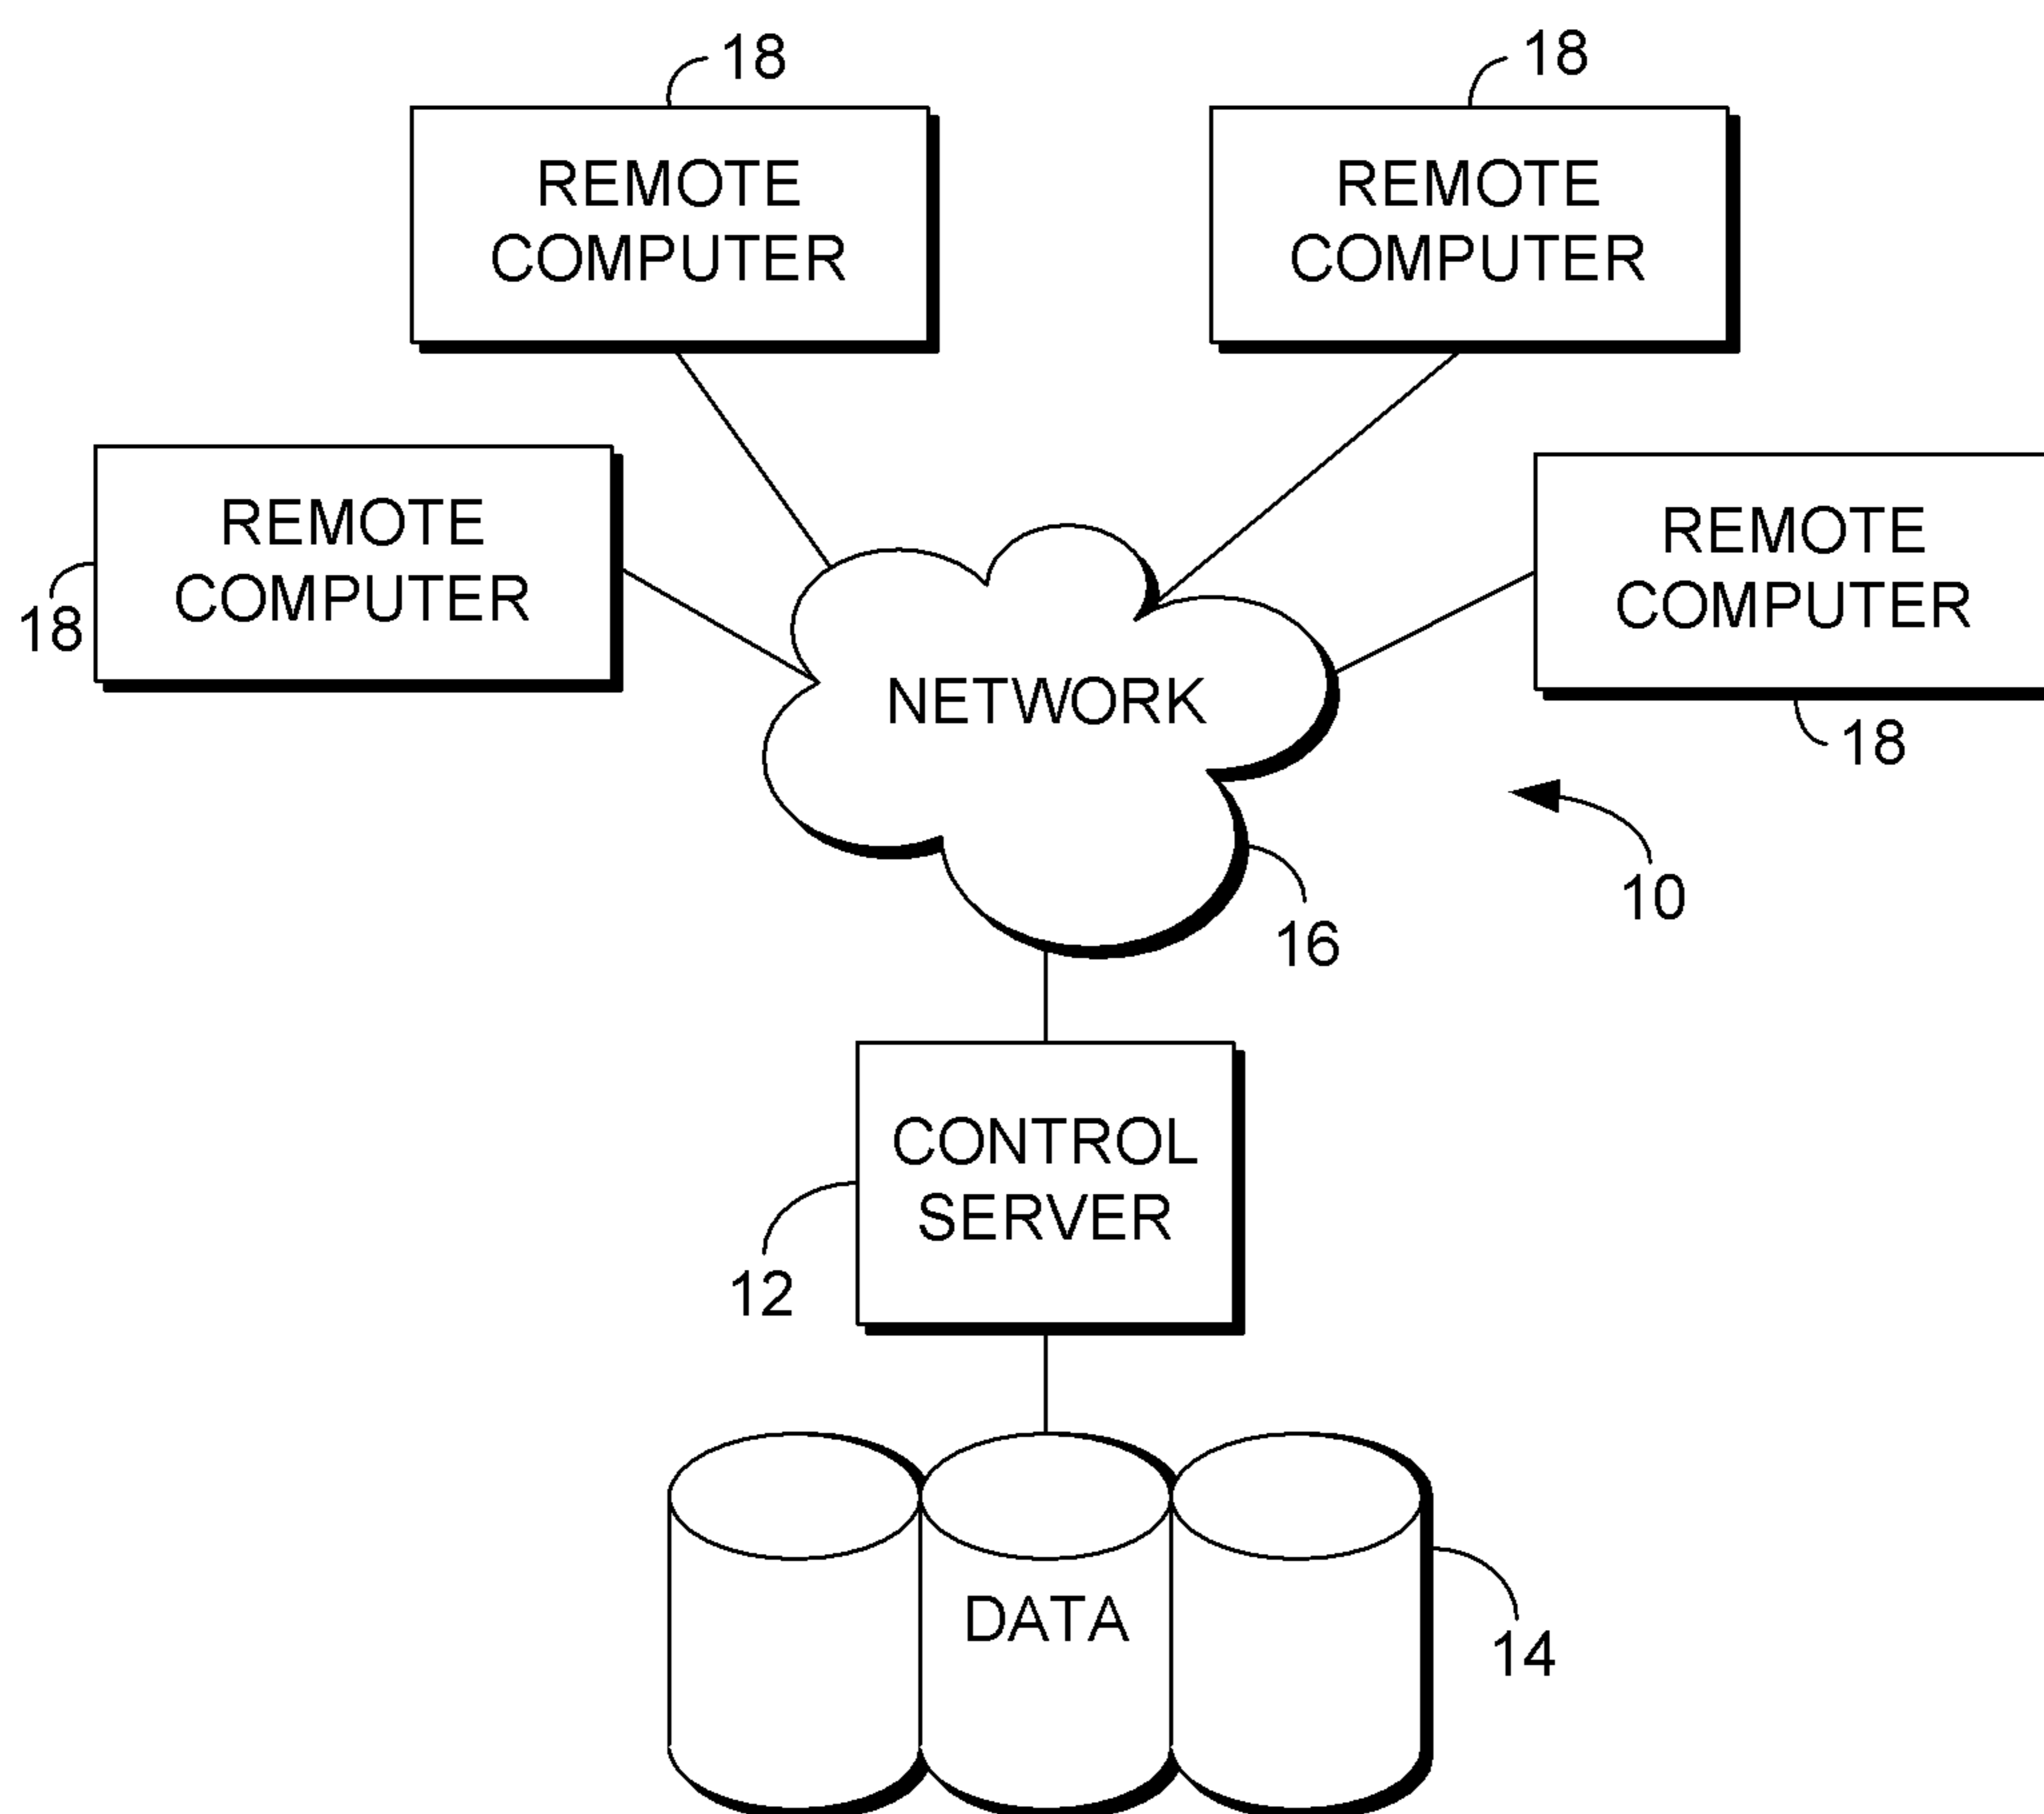 18
18
REMOTE
COMPUTER
REMOTE
COMPUTER
REMOTE
COMPUTER
18
REMOTE
COMPUTER
18
NETWORK
10
16
CONTROL
SERVER
12
DATA
14